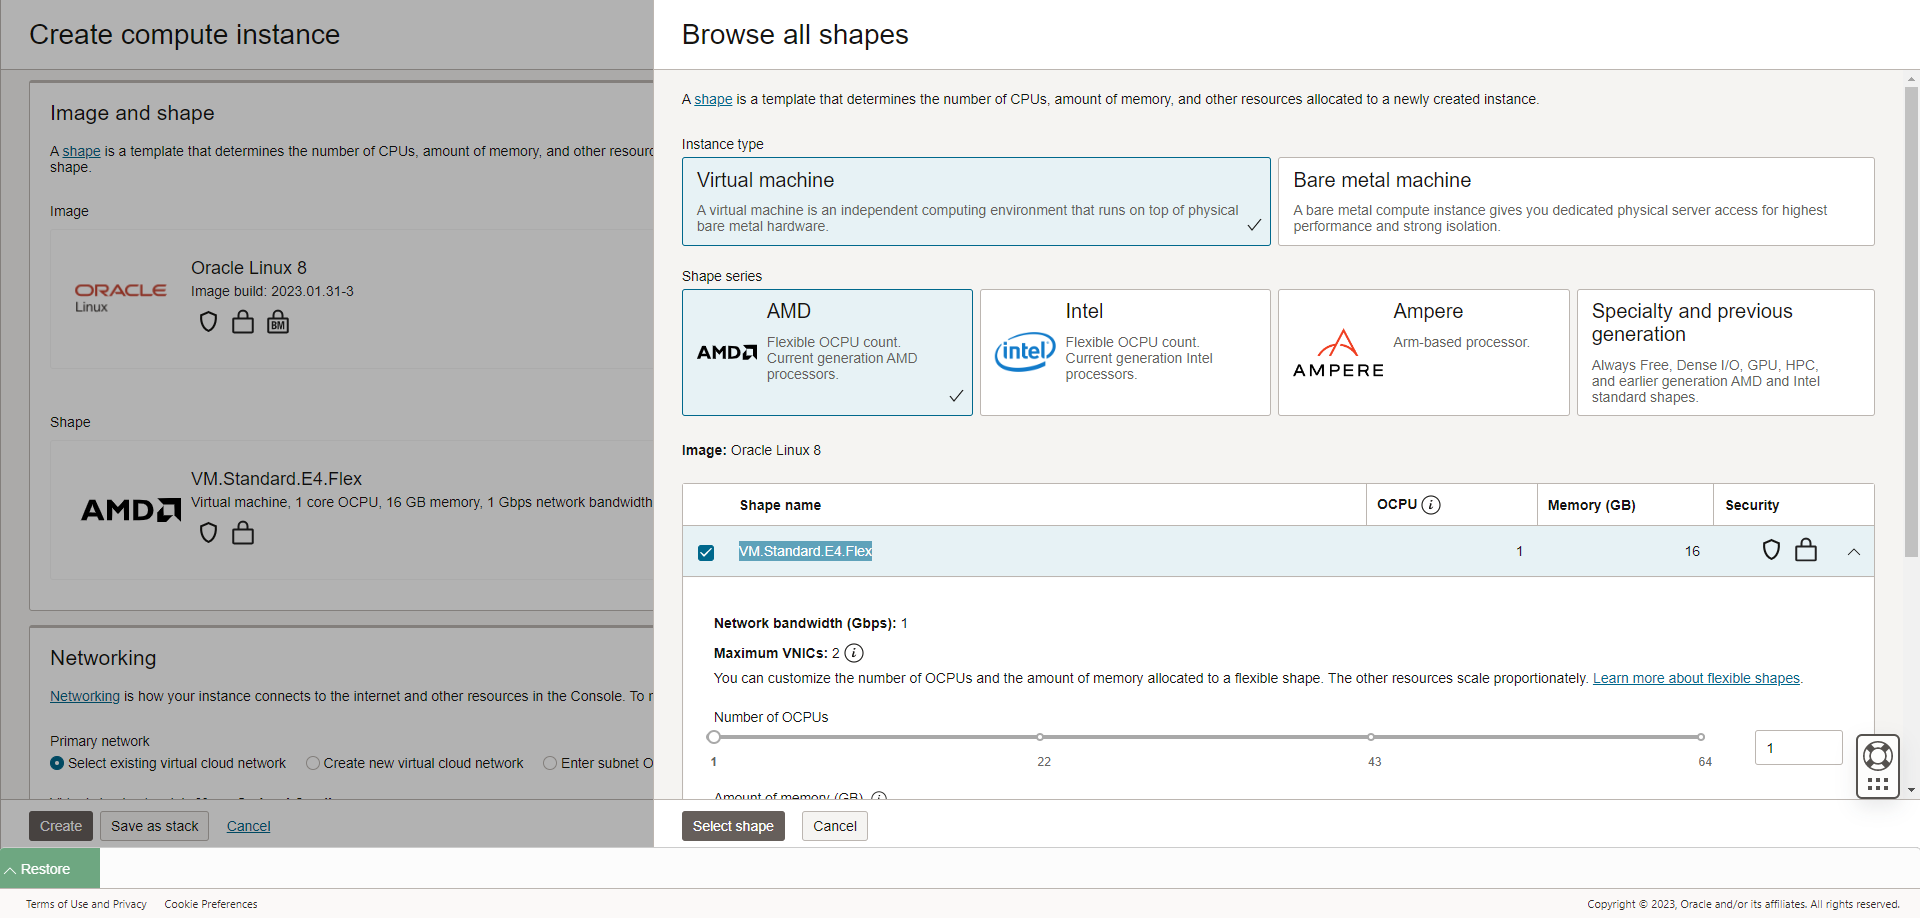 Create compute instance
Image and shape
A shape is a template that determines the number of CPUs, amount of memory, and other resourc
shape.
Image
ORACLE
Linux
Oracle Linux 8
Image build: 2023.01.31-3
BM
Shape
AMD
VM.Standard.E4.Flex
Virtual machine, 1 core OCPU, 16 GB memory, 1 Gbps network bandwidth
Networking
Networking is how your instance connects to the internet and other resources in the Console. To r
Primary network
Select existing virtual cloud network
Create new virtual cloud network
Enter subnet O
Create
Save as stack
Cancel
Browse all shapes
A shape is a template that determines the number of CPUs, amount of memory, and other resources allocated to a newly created instance.
Instance type
Virtual machine
A virtual machine is an independent computing environment that runs on top of physical
bare metal hardware.
Bare metal machine
A bare metal compute instance gives you dedicated physical server access for highest
performance and strong isolation.
Shape series
AMD
AMD
Flexible OCPU count.
Current generation AMD
processors.
intel
Intel
Flexible OCPU count.
Current generation Intel
processors.
AMPERE
Ampere
Arm-based processor.
Specialty and previous
generation
Always Free, Dense I/O, GPU, HPC,
and earlier generation AMD and Intel
standard shapes.
Image: Oracle Linux 8
Shape name
OCPU
Memory (GB)
Security
VM.Standard.E4.Flex
1
16
Network bandwidth (Gbps): 1
Maximum VNICs: 2
You can customize the number of OCPUs and the amount of memory allocated to a flexible shape. The other resources scale proportionately. Learn more about flexible shapes.
Number of OCPUs
1
22
43
64
1
Amount of memory (GB)
Select shape
Cancel
Restore
Terms of Use and Privacy
Cookie Preferences
Copyright © 2023, Oracle and/or its affiliates. All rights reserved.